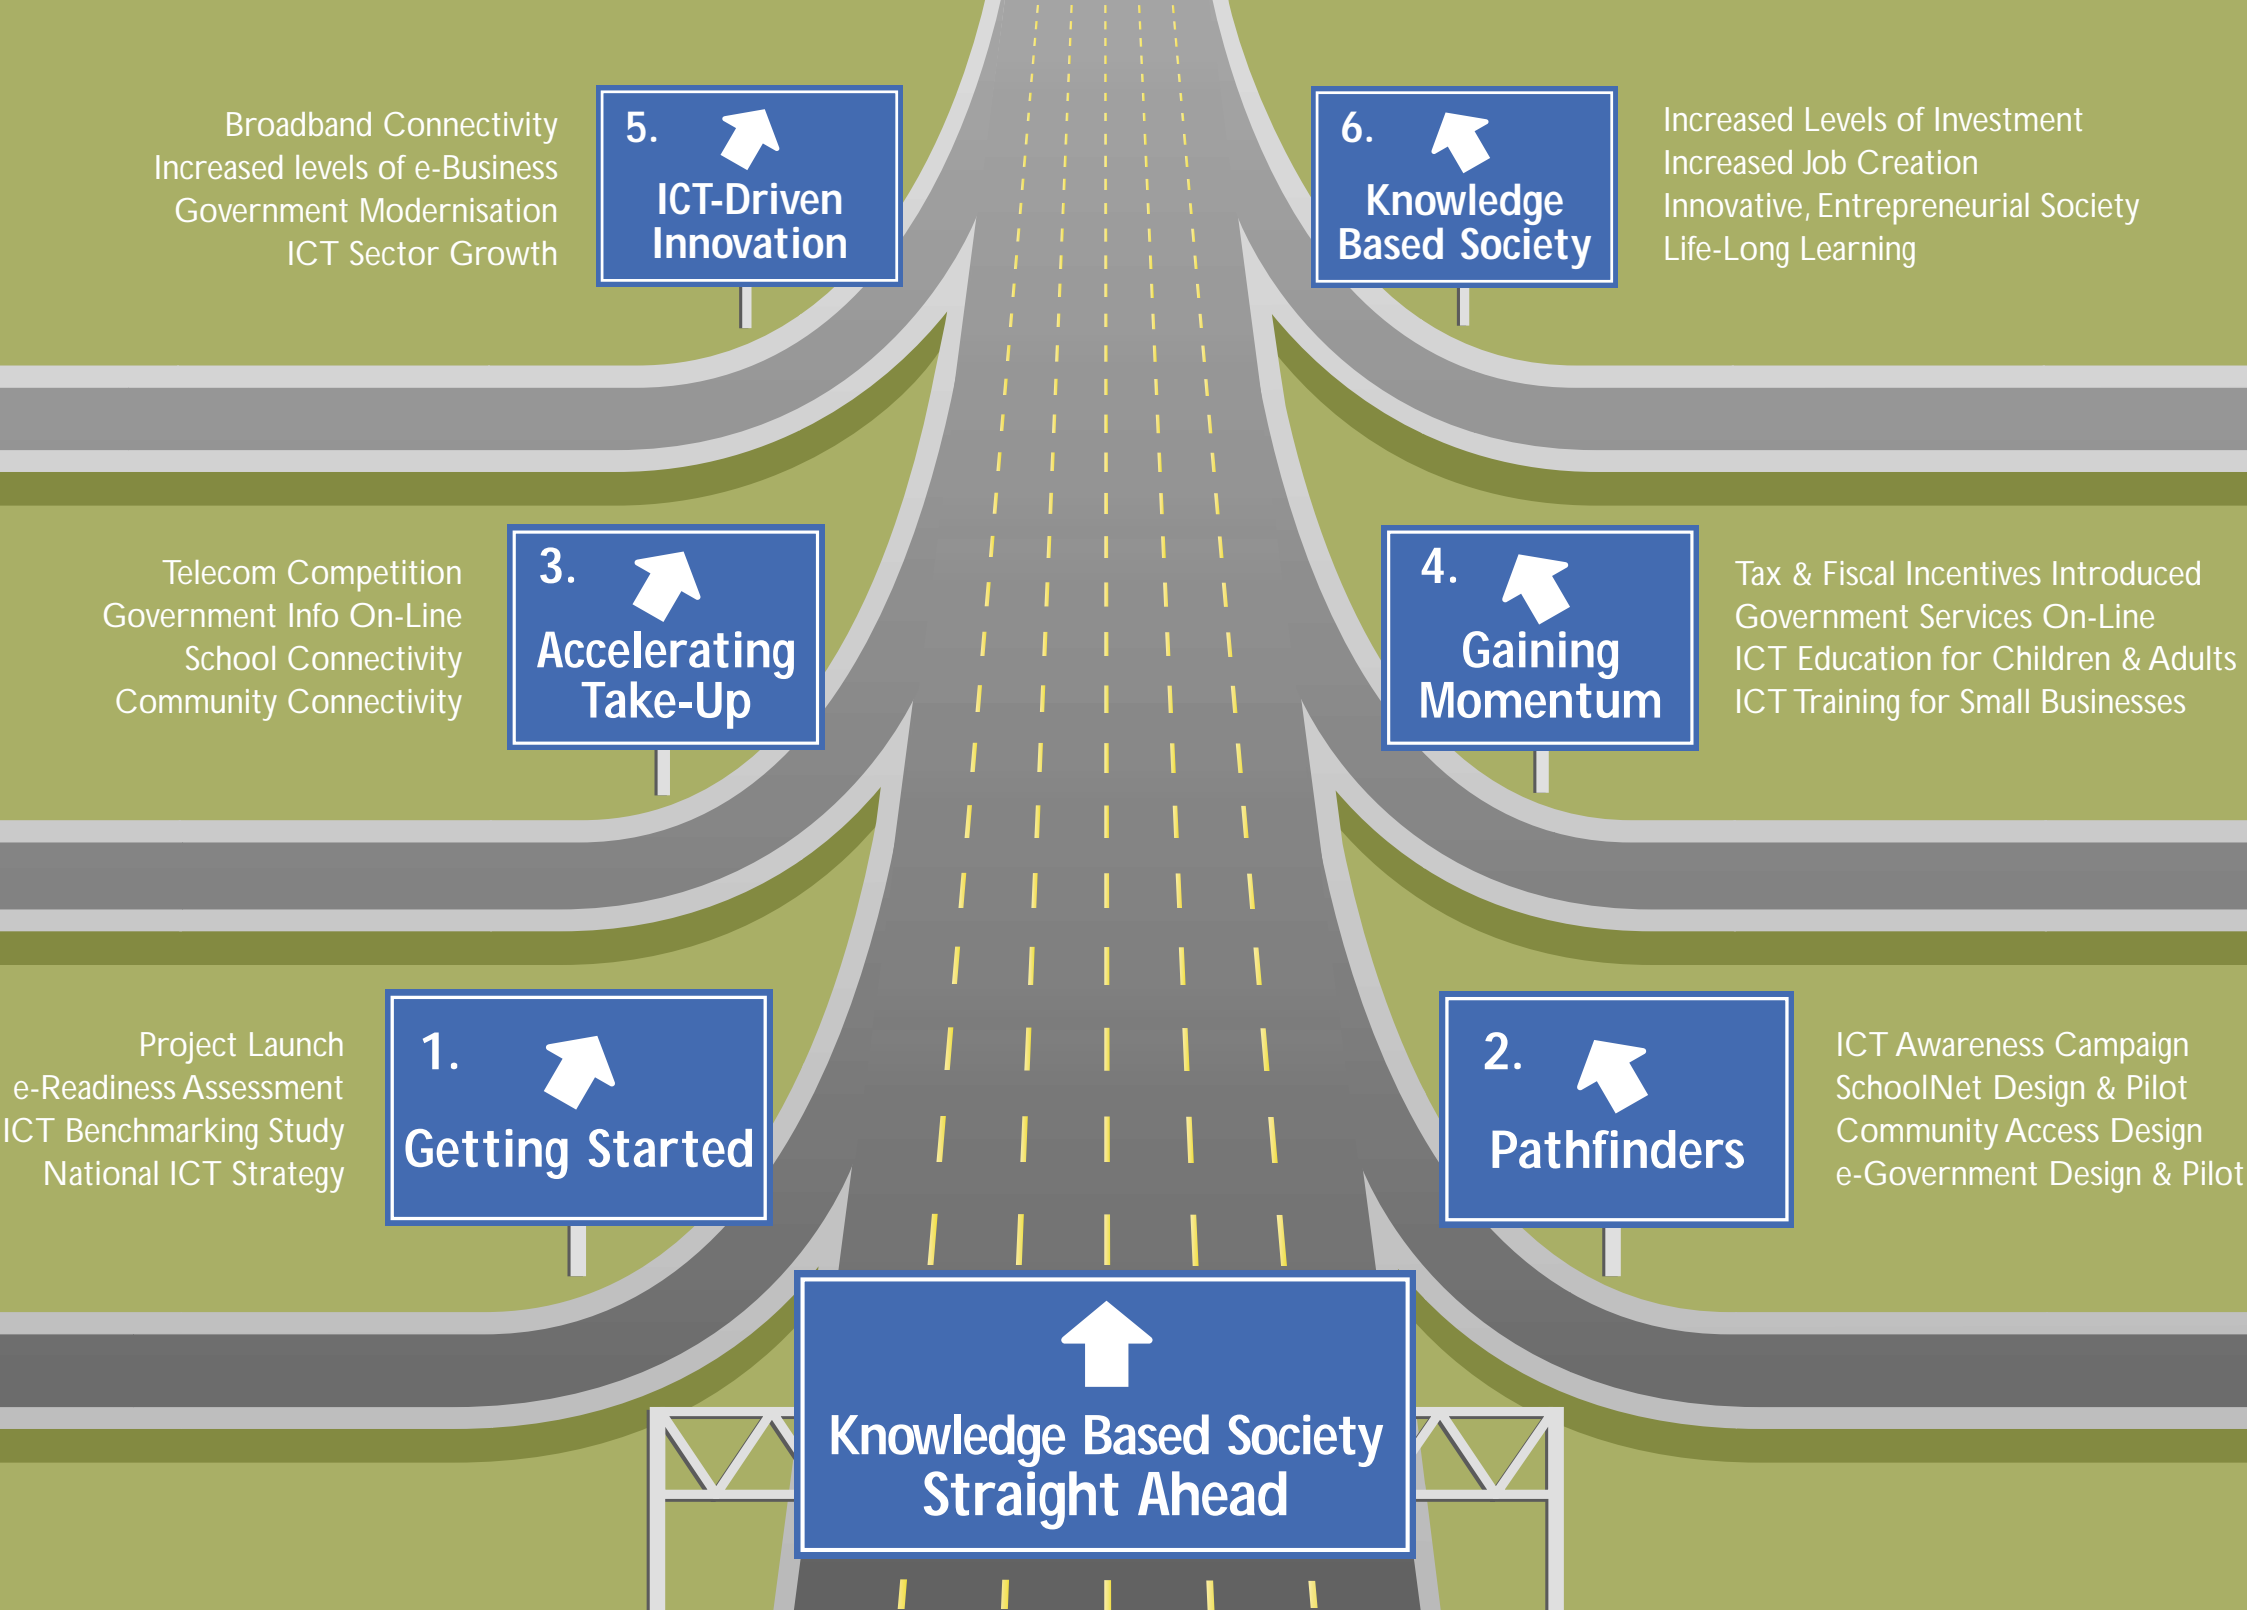 Broadband Connectivity
Increased levels of e-Business
Government Modernisation
ICT Sector Growth
5.
ICT-Driven
Innovation
6.
Knowledge
Based Society
Increased Levels of Investment
Increased Job Creation
Innovative, Entrepreneurial Society
Life-Long Learning
Telecom Competition
Government Info On-Line
School Connectivity
Community Connectivity
3.
Accelerating
Take-Up
4.
Gaining
Momentum
Tax & Fiscal Incentives Introduced
Government Services On-Line
ICT Education for Children & Adults
ICT Training for Small Businesses
Project Launch
e-Readiness Assessment
ICT Benchmarking Study
National ICT Strategy
1.
Getting Started
2.
Pathfinders
ICT Awareness Campaign
SchoolNet Design & Pilot
Community Access Design
e-Government Design & Pilot
Knowledge Based Society
Straight Ahead